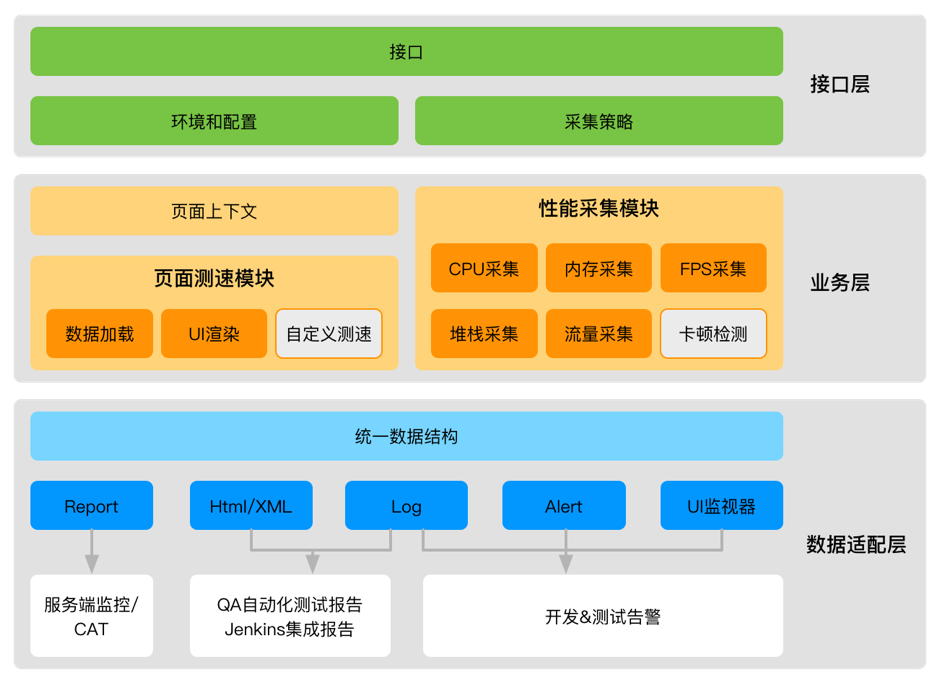 接口
环境和配置
采集策略
接口层
页面上下文
页面测速模块
数据加载
UI渲染
自定义测速
性能采集模块
CPU采集
内存采集
FPS采集
堆栈采集
流量采集
卡顿检测
业务层
统一数据结构
Report
Html/XML
Log
Alert
UI监视器
服务端监控/
CAT
QA自动化测试报告
Jenkins集成报告
开发&测试告警
数据适配层